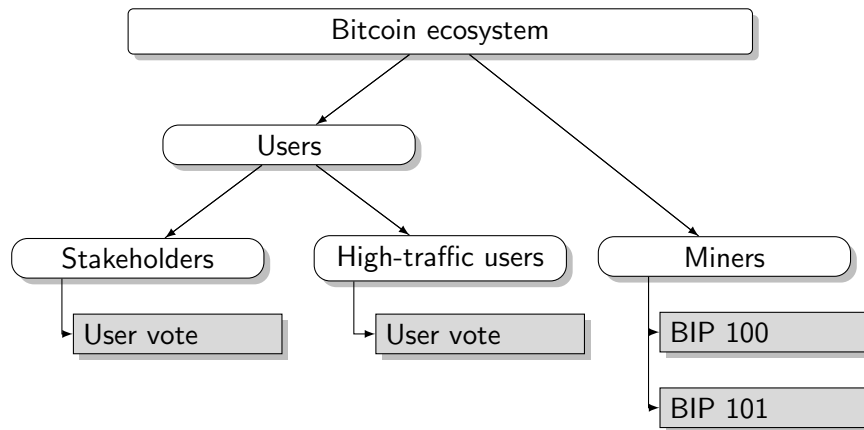 Bitcoin ecosystem
Users
Stakeholders
High-traffic users
Miners
User vote
User vote
BIP 100
BIP 101